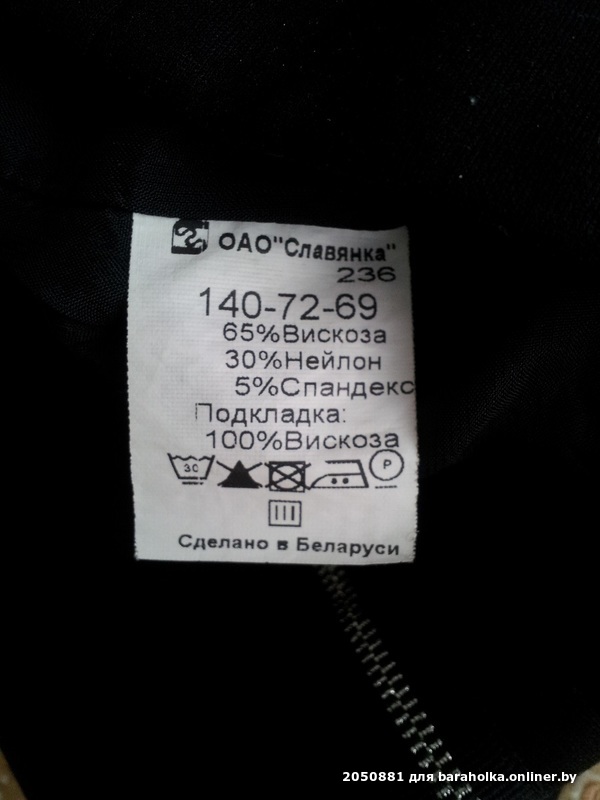 ОАО"Славянка"
236
140-72-69
65%Вискоза
30%Нейлон
5%Спандекс
Подкладка:
100%Вискоза
30
P
Сделано в Беларуси
2050881 для baraholka.onliner.by